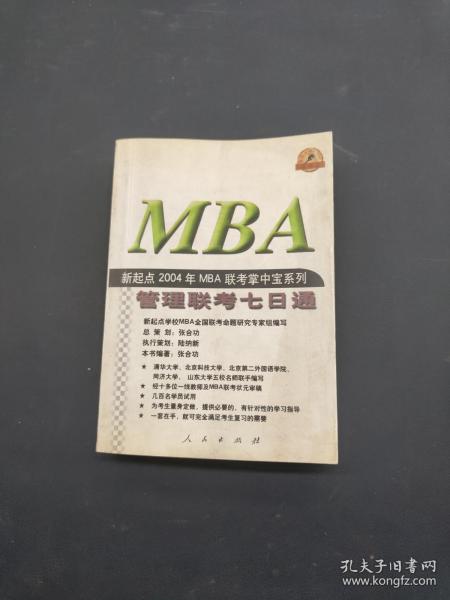 MBA
新起点 2004 年 MBA 联考掌中宝系列
管理联考七日通
新起点学校MBA全国联考命题研究专家组编写
总 策 划：张合功
执行策划：陆纳新
本书编著：张合功
★ 清华大学、北京科技大学、北京第二外国语学院、
同济大学、 山东大学五校名师联手编写
★ 经十多位一线教师及MBA联考状元审稿
★ 几百名学员试用
★ 为考生量身定做，提供必要的、有针对性的学习指导
★ 一套在手，就可完全满足考生复习的需要
人 民 出 版 社
孔夫子旧书网
www.kongfz.com